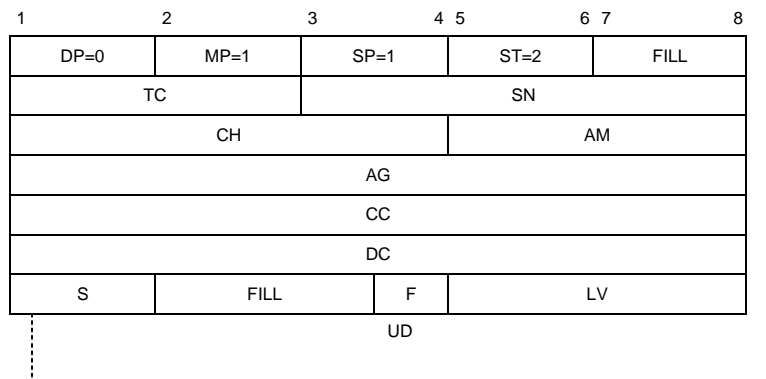 1 2 3 4 5 6 7 8
DP=0 MP=1 SP=1 ST=2 FILL
TC SN
CH AM
AG
CC
DC
S FILL F LV
UD